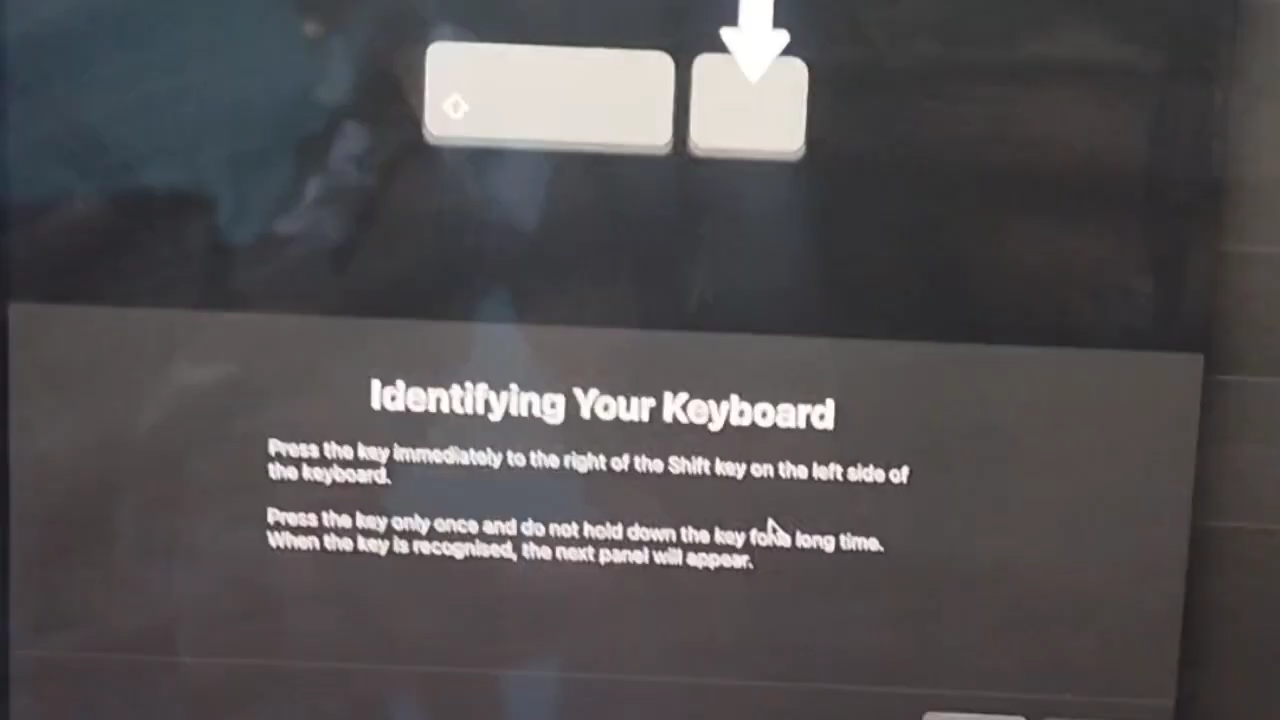 Identifying Your Keyboard
Press the key immediately to the right of the Shift key on the left side of
the keyboard.
Press the key only once and do not hold down the key for a long time.
When the key is recognised, the next panel will appear.